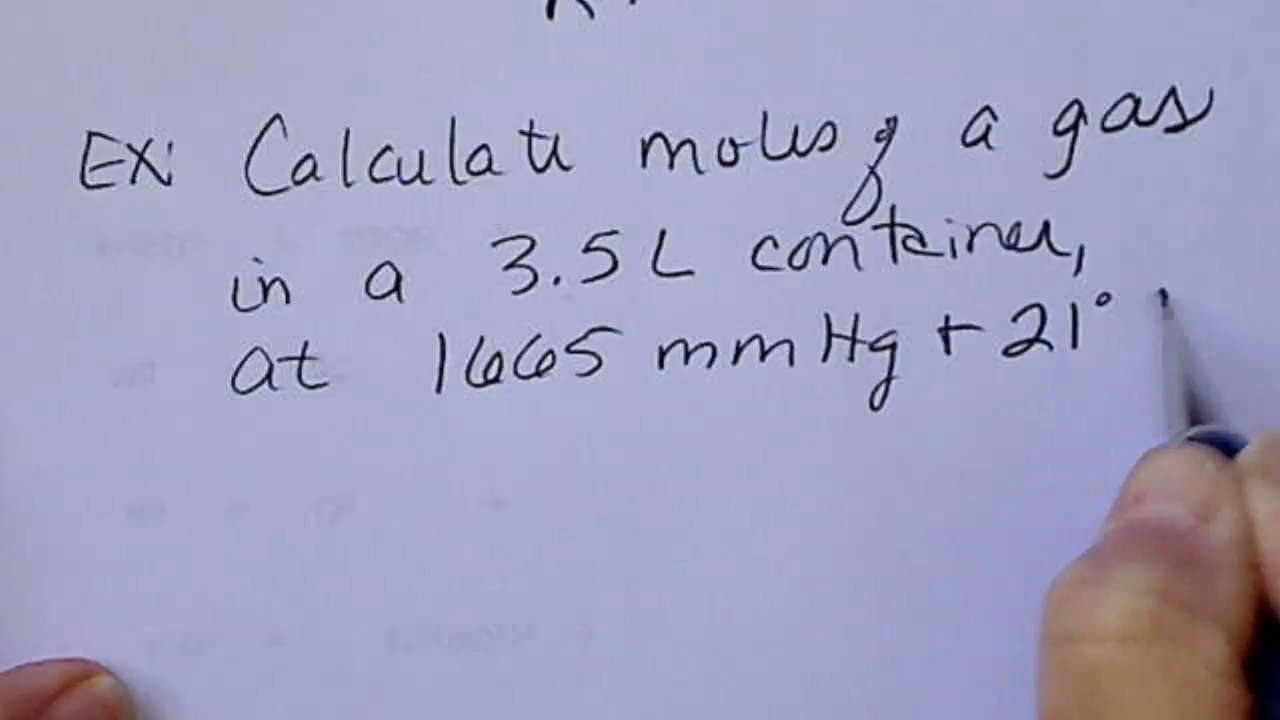 EX: Calculate moles of a gas
in a 3.5 L container,
at 1665 mmHg + 21°